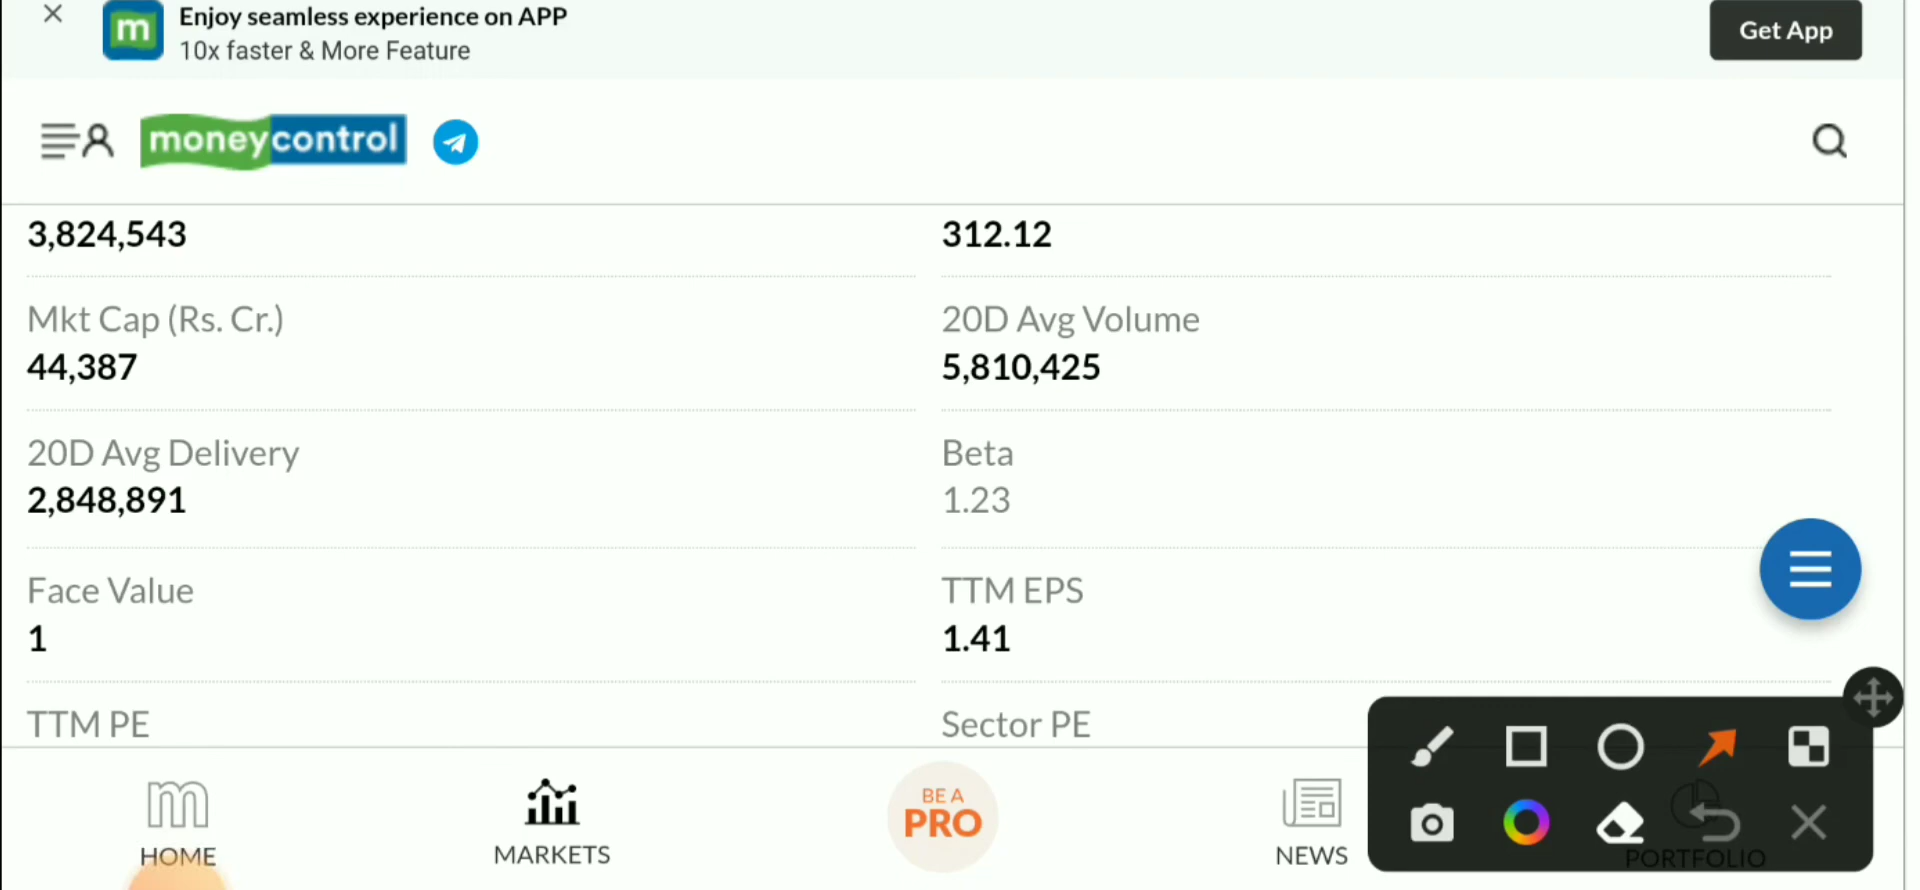 Enjoy seamless experience on APP
10x faster & More Feature
Get App
m
moneycontrol
3,824,543
312.12
Mkt Cap (Rs. Cr.)
44,387
20D Avg Volume
5,810,425
20D Avg Delivery
2,848,891
Beta
1.23
Face Value
1
TTM EPS
1.41
TTM PE
Sector PE
m
HOME
MARKETS
BE A
PRO
NEWS
PORTFOLIO